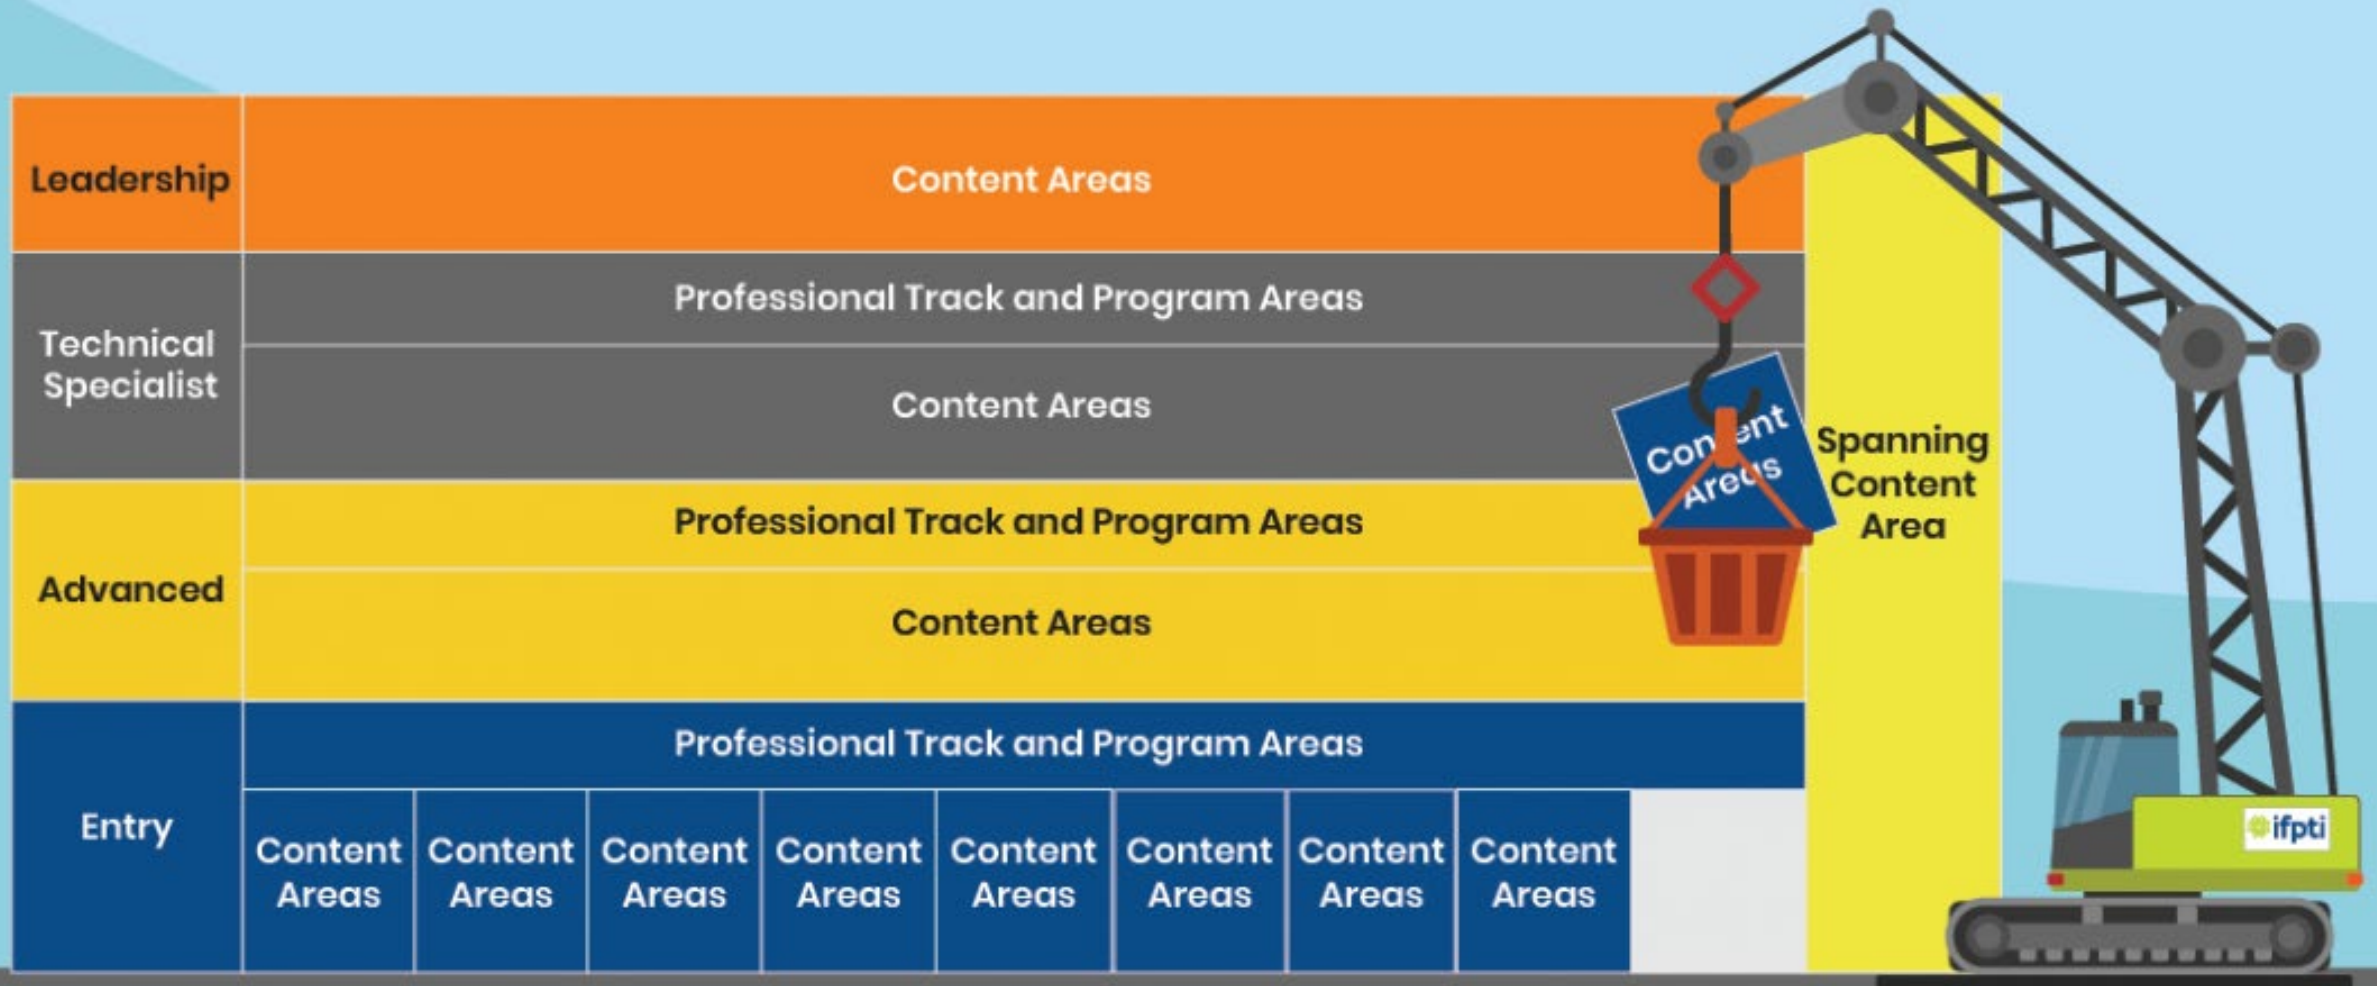 Leadership
Content Areas
Technical
Specialist
Professional Track and Program Areas
Content Areas
Content
Areas
Spanning
Content
Area
Advanced
Professional Track and Program Areas
Content Areas
Entry
Professional Track and Program Areas
Content
Areas
Content
Areas
Content
Areas
Content
Areas
Content
Areas
Content
Areas
Content
Areas
Content
Areas
ifpti